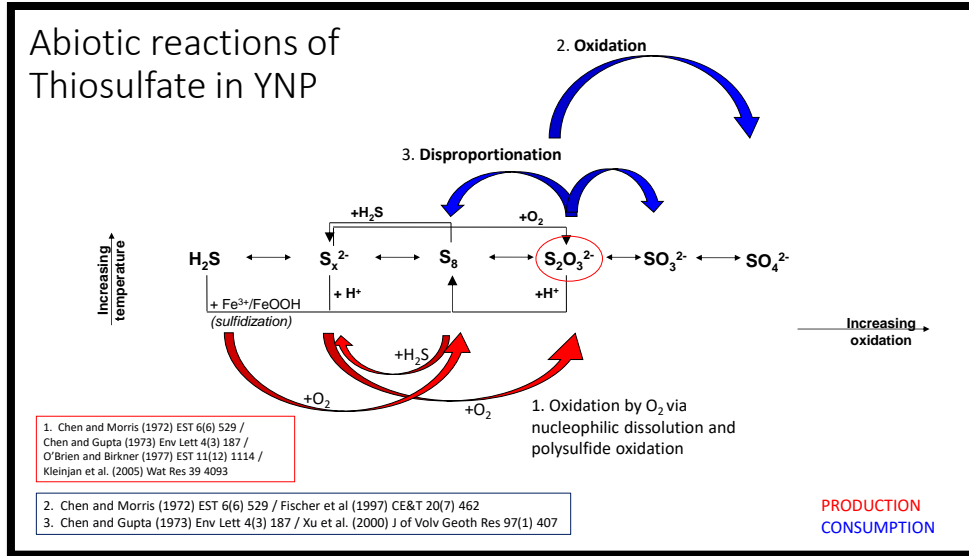 Abiotic reactions of
Thiosulfate in YNP
2. Oxidation
3. Disproportionation
+H₂S
+O₂
Increasing
temperature
H₂S
Sₓ²⁻
S₈
S₂O₃²⁻
SO₃²⁻
SO₄²⁻
+ Fe³⁺/FeOOH
(sulfidization)
+ H⁺
+H⁺
Increasing
oxidation
+H₂S
+O₂
+O₂
1. Oxidation by O₂ via
nucleophilic dissolution and
polysulfide oxidation
1. Chen and Morris (1972) EST 6(6) 529 /
Chen and Gupta (1973) Env Lett 4(3) 187 /
O'Brien and Birkner (1977) EST 11(12) 1114 /
Kleinjan et al. (2005) Wat Res 39 4093
2. Chen and Morris (1972) EST 6(6) 529 / Fischer et al (1997) CE&T 20(7) 462
3. Chen and Gupta (1973) Env Lett 4(3) 187 / Xu et al. (2000) J of Volv Geoth Res 97(1) 407
PRODUCTION
CONSUMPTION